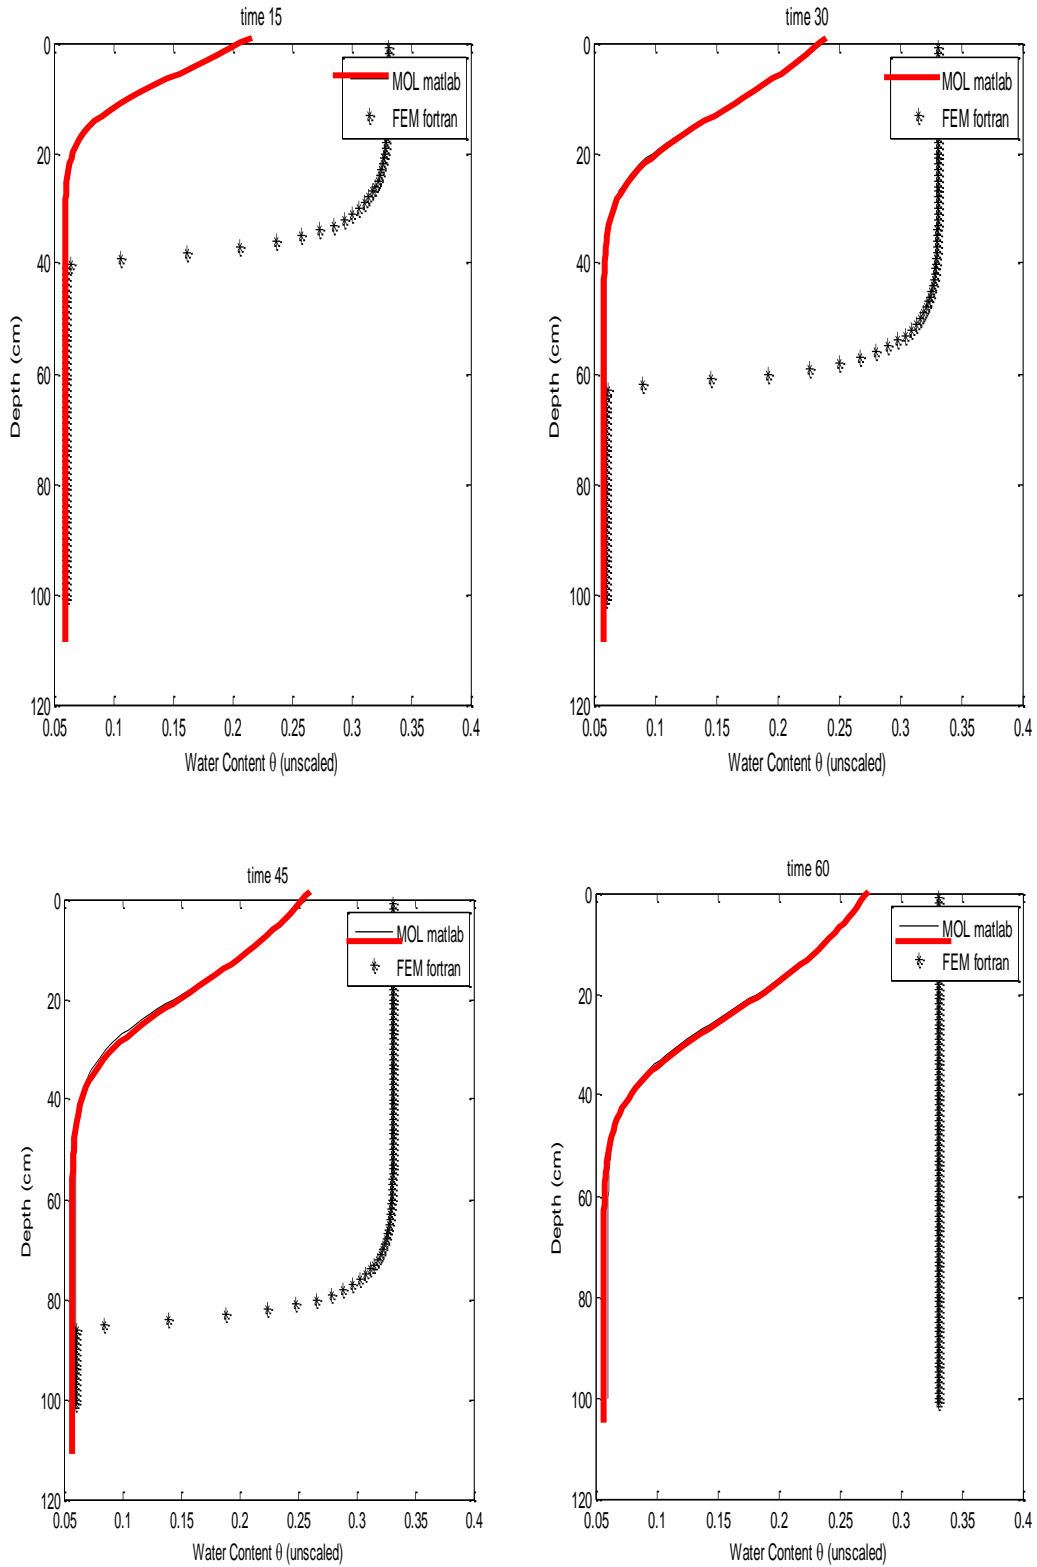 time 15
0
20
40
60
80
100
120
Depth (cm)
MOL matlab
FEM fortran
0.05 0.1 0.15 0.2 0.25 0.3 0.35 0.4
Water Content θ (unscaled)
time 30
0
20
40
60
80
100
120
Depth (cm)
MOL matlab
FEM fortran
0.05 0.1 0.15 0.2 0.25 0.3 0.35 0.4
Water Content θ (unscaled)
time 45
0
20
40
60
80
100
120
Depth (cm)
MOL matlab
FEM fortran
0.05 0.1 0.15 0.2 0.25 0.3 0.35 0.4
Water Content θ (unscaled)
time 60
0
20
40
60
80
100
120
Depth (cm)
MOL matlab
FEM fortran
0.05 0.1 0.15 0.2 0.25 0.3 0.35 0.4
Water Content θ (unscaled)